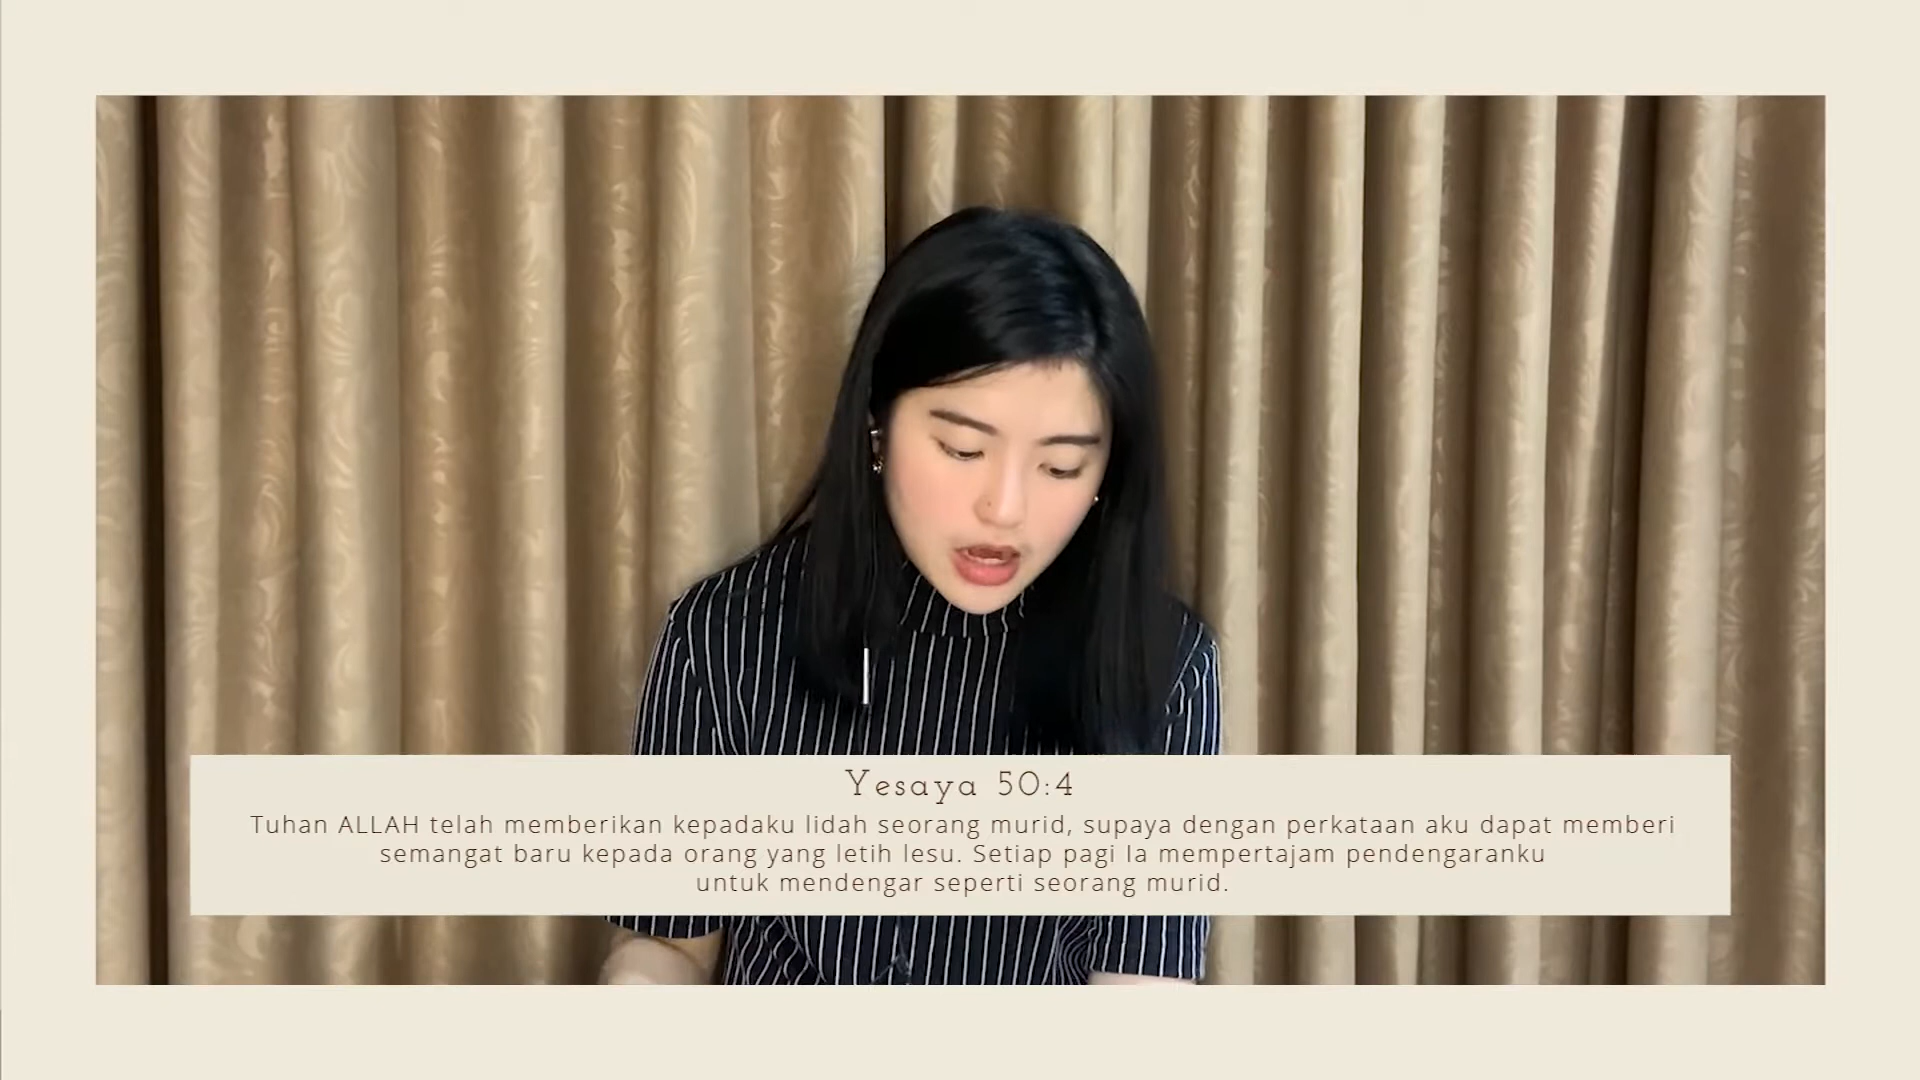 Yesaya 50:4
Tuhan ALLAH telah memberikan kepadaku lidah seorang murid, supaya dengan perkataan aku dapat memberi
semangat baru kepada orang yang letih lesu. Setiap pagi Ia mempertajam pendengaranku
untuk mendengar seperti seorang murid.